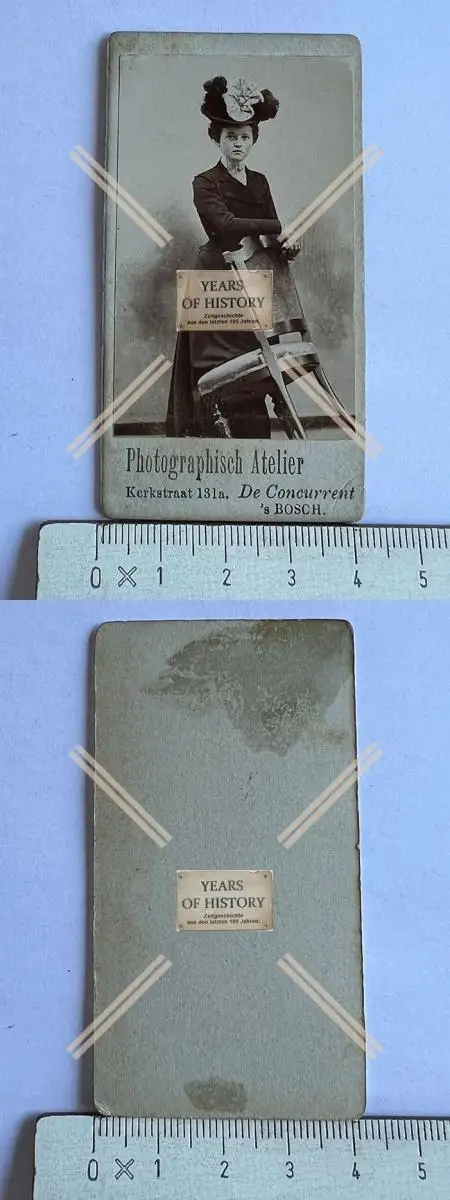 YEARS
OF HISTORY
Zeitgeschichte
aus den letzten 100 Jahren.
Photographisch Atelier
Kerkstraat 131a. De Concurrent
's BOSCH.
0 1 2 3 4 5
YEARS
OF HISTORY
Zeitgeschichte
aus den letzten 100 Jahren.
0 1 2 3 4 5